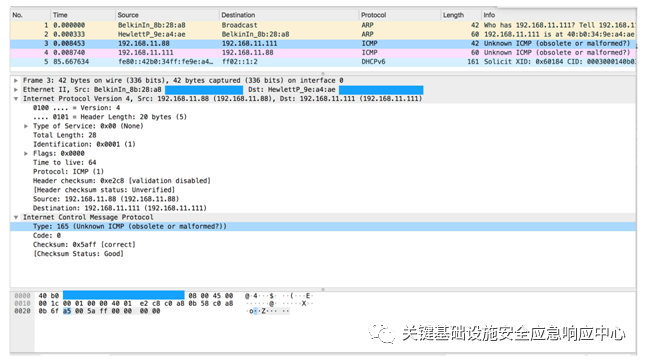 No. Time Source Destination Protocol Length Info
1 0.000000 BelkinIn_8b:28:a8 Broadcast ARP 42 Who has 192.168.11.111? Tell 192.168.11
2 0.000333 HewlettP_9e:a4:ae BelkinIn_8b:28:a8 ARP 60 192.168.11.111 is at 40:b0:34:9e:a4:ae
3 0.008453 192.168.11.88 192.168.11.111 ICMP 42 Unknown ICMP (obsolete or malformed?)
4 0.008740 192.168.11.111 192.168.11.88 ICMP 60 Unknown ICMP (obsolete or malformed?)
5 85.667634 fe80::42b0:34ff:fe9e:a4… ff02::1:2 DHCPv6 161 Solicit XID: 0x60184 CID: 0003000140b0
Frame 3: 42 bytes on wire (336 bits), 42 bytes captured (336 bits) on interface 0
Ethernet II, Src: BelkinIn_8b:28:a8 Dst: HewlettP_9e:a4:ae
Internet Protocol Version 4, Src: 192.168.11.88 (192.168.11.88), Dst: 192.168.11.111 (192.168.11.111)
0100 .... = Version: 4
.... 0101 = Header Length: 20 bytes (5)
Type of Service: 0x00 (None)
Total Length: 28
Identification: 0x0001 (1)
Flags: 0x0000
Time to live: 64
Protocol: ICMP (1)
Header checksum: 0xe2c8 [validation disabled]
[Header checksum status: Unverified]
Source: 192.168.11.88 (192.168.11.88)
Destination: 192.168.11.111 (192.168.11.111)
Internet Control Message Protocol
Type: 165 (Unknown ICMP (obsolete or malformed?))
Code: 0
Checksum: 0x5aff [correct]
[Checksum Status: Good]
0000 40 b0 08 00 45 00 @·4···$· ··(···E·
0010 00 1c 00 01 00 00 40 01 e2 c8 c0 a8 0b 58 c0 a8 ······@· ·····X··
0020 0b 6f a5 00 5a ff 00 00 00 00 ·o··Z··· ··
关键基础设施安全应急响应中心